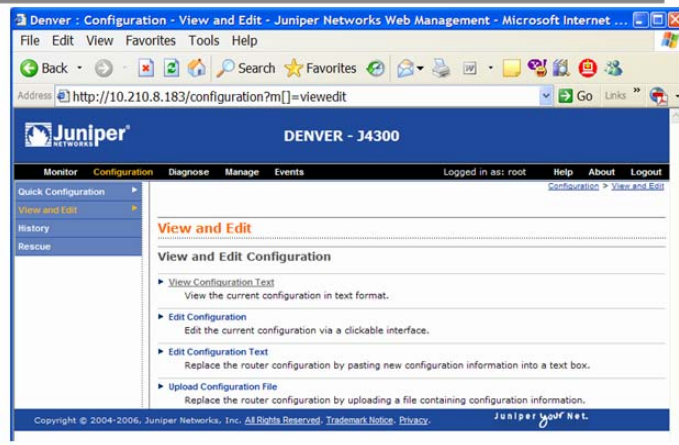 Denver : Configuration - View and Edit - Juniper Networks Web Management - Microsoft Internet ...
File Edit View Favorites Tools Help
Back Search Favorites
Address http://10.210.8.183/configuration?m[]=viewedit Go Links »
Juniper NETWORKS
DENVER - J4300
Monitor Configuration Diagnose Manage Events Logged in as: root Help About Logout
Configuration > View and Edit
Quick Configuration
View and Edit
History
Rescue
View and Edit
View and Edit Configuration
View Configuration Text
View the current configuration in text format.
Edit Configuration
Edit the current configuration via a clickable interface.
Edit Configuration Text
Replace the router configuration by pasting new configuration information into a text box.
Upload Configuration File
Replace the router configuration by uploading a file containing configuration information.
Copyright © 2004-2006, Juniper Networks, Inc. All Rights Reserved. Trademark Notice. Privacy.
Juniper your Net.